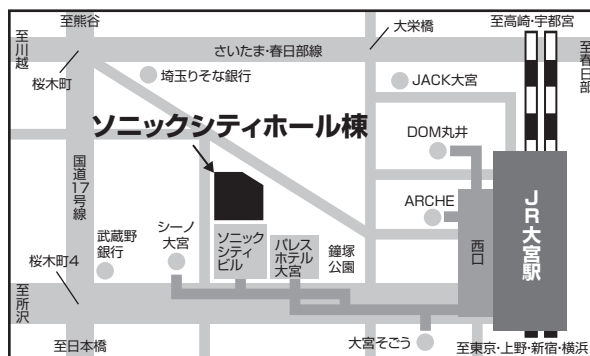 至熊谷
大栄橋
至高崎・宇都宮
至川越
さいたま・春日部線
至春日部
桜木町
埼玉りそな銀行
JACK大宮
ソニックシティホール棟
DOM丸井
国道17号線
ARCHE
JR大宮駅
西口
武蔵野
銀行
シーノ
大宮
ソニック
シティ
ビル
パレス
ホテル
大宮
鐘塚
公園
桜木町4
至所沢
至日本橋
大宮そごう
至東京・上野・新宿・横浜